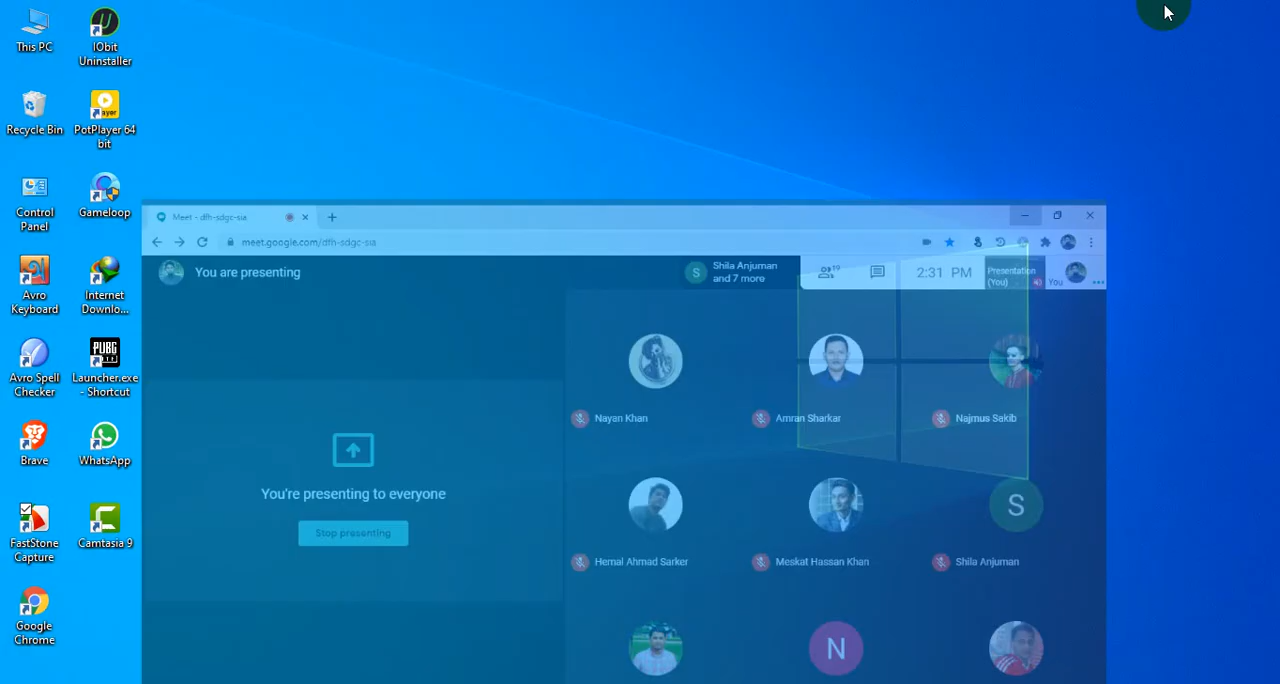 This PC
IObit
Uninstaller
Recycle Bin
PotPlayer 64
bit
Control
Panel
Gameloop
Avro
Keyboard
Internet
Downlo...
Avro Spell
Checker
PUBG
Launcher.exe
- Shortcut
Brave
WhatsApp
FastStone
Capture
Camtasia 9
Google
Chrome
Meet - dfh-sdgc-sia
meet.google.com/dfh-sdgc-sia
You are presenting
S
Shila Anjuman
and 7 more
19
2:31 PM
Presentation
(You)
You
You're presenting to everyone
Stop presenting
Nayan Khan
Amran Sharkar
Najmus Sakib
Hemal Ahmad Sarker
Meskat Hassan Khan
S
Shila Anjuman
N